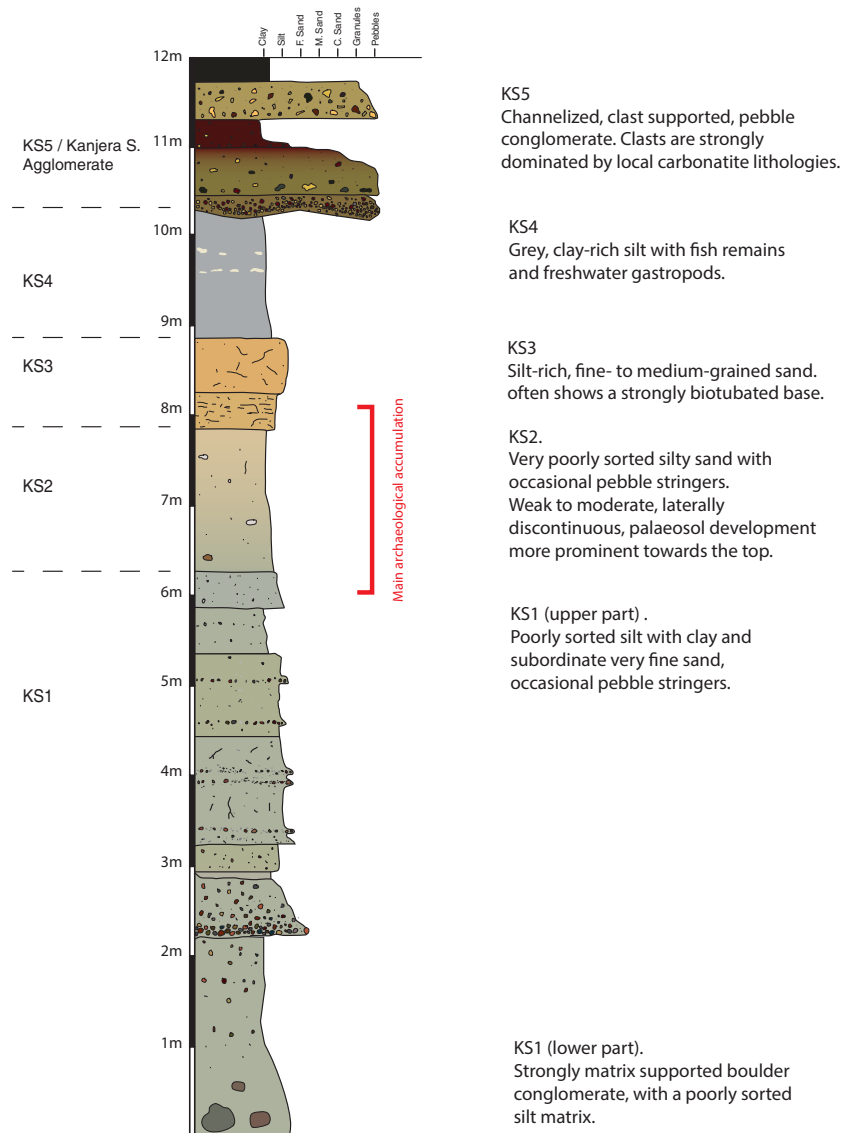 Clay
Silt
F. Sand
M. Sand
C. Sand
Granules
Pebbles
12m
KS5
Channelized, clast supported, pebble
conglomerate. Clasts are strongly
dominated by local carbonatite lithologies.
KS5 / Kanjera S.
Agglomerate
11m
10m
KS4
Grey, clay-rich silt with fish remains
and freshwater gastropods.
KS4
9m
KS3
Silt-rich, fine- to medium-grained sand.
often shows a strongly biotubated base.
KS3
8m
Main archaeological accumulation
KS2.
Very poorly sorted silty sand with
occasional pebble stringers.
Weak to moderate, laterally
discontinuous, palaeosol development
more prominent towards the top.
KS2
7m
6m
KS1 (upper part) .
Poorly sorted silt with clay and
subordinate very fine sand,
occasional pebble stringers.
KS1
5m
4m
3m
2m
1m
KS1 (lower part).
Strongly matrix supported boulder
conglomerate, with a poorly sorted
silt matrix.